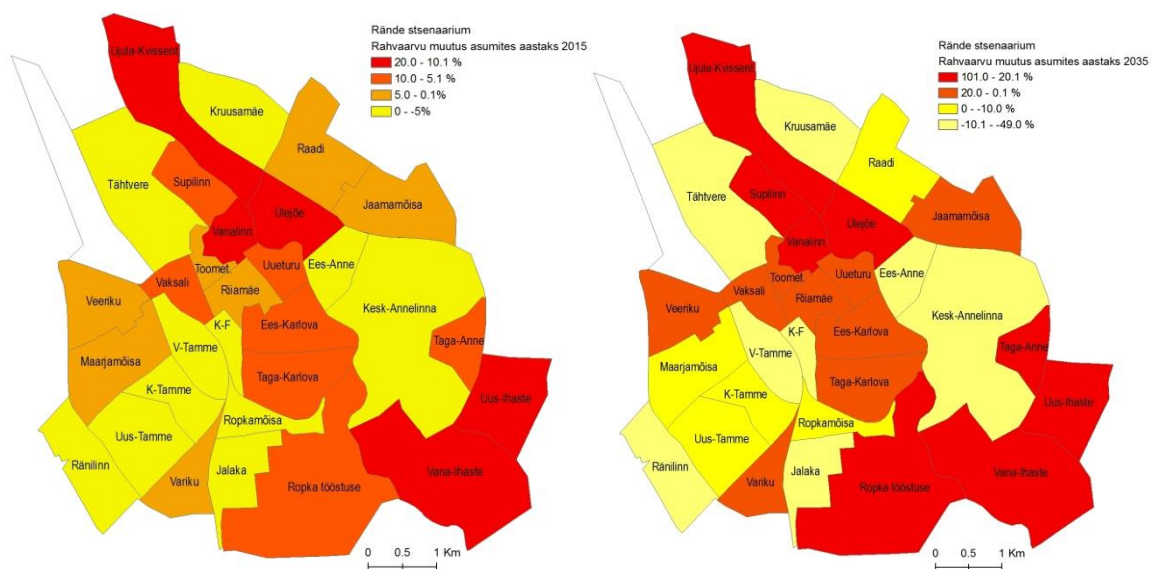 Rände stsenaarium
Rahvaarvu muutus asumites aastaks 2015
20.0 - 10.1 %
10.0 - 5.1 %
5.0 - 0.1%
0 - -5%
Ujula-Kvissent
Kruusamäe
Raadi
Tähtvere
Supilinn
Jaamamõisa
Ülejõe
Vanalinn
Uueturu
Toomet.
Ees-Anne
Vaksali
Riiamäe
Veeriku
Kesk-Annelinna
K-F
Ees-Karlova
Taga-Anne
V-Tamme
Maarjamõisa
Taga-Karlova
K-Tamme
Uus-Ihaste
Ropkamõisa
Uus-Tamme
Ränilinn
Jalaka
Vana-Ihaste
Variku
Ropka tööstuse
0 0.5 1 Km
Rände stsenaarium
Rahvaarvu muutus asumites aastaks 2035
101.0 - 20.1 %
20.0 - 0.1 %
0 - -10.0 %
-10.1 - -49.0 %
Ujula-Kvissent
Kruusamäe
Raadi
Tähtvere
Supilinn
Jaamamõisa
Ülejõe
Vanalinn
Uueturu
Toomet.
Ees-Anne
Vaksali
Riiamäe
Veeriku
Kesk-Annelinna
K-F
Ees-Karlova
Taga-Anne
V-Tamme
Maarjamõisa
Taga-Karlova
K-Tamme
Uus-Ihaste
Ropkamõisa
Uus-Tamme
Ränilinn
Jalaka
Vana-Ihaste
Variku
Ropka tööstuse
0 0.5 1 Km